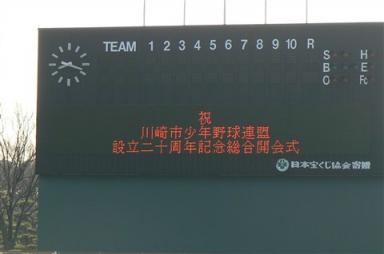 TEAM 1 2 3 4 5 6 7 8 9 10 R
S H
B E
O Fc
祝
川崎市少年野球連盟
設立二十周年記念総合開会式
日本宝くじ協会寄贈